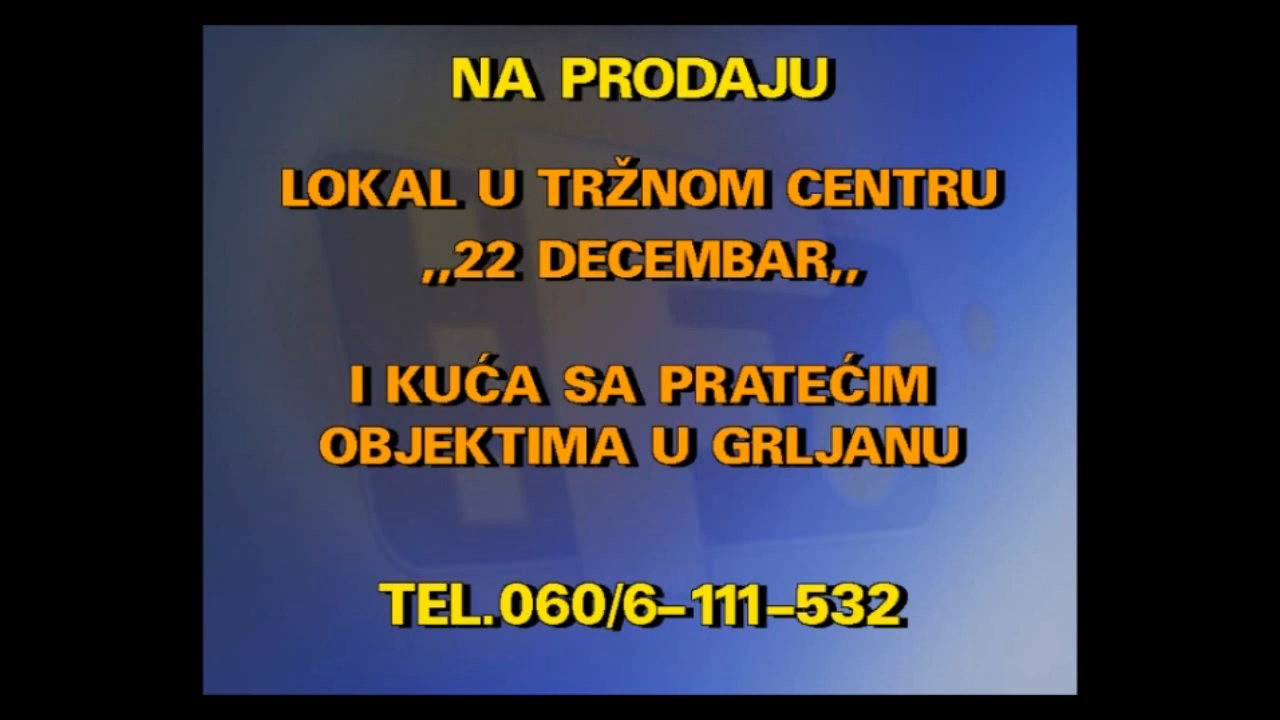 NA PRODAJU
LOKAL U TRŽNOM CENTRU
,,22 DECEMBAR,,
I KUĆA SA PRATEĆIM
OBJEKTIMA U GRLJANU
TEL.060/6-111-532